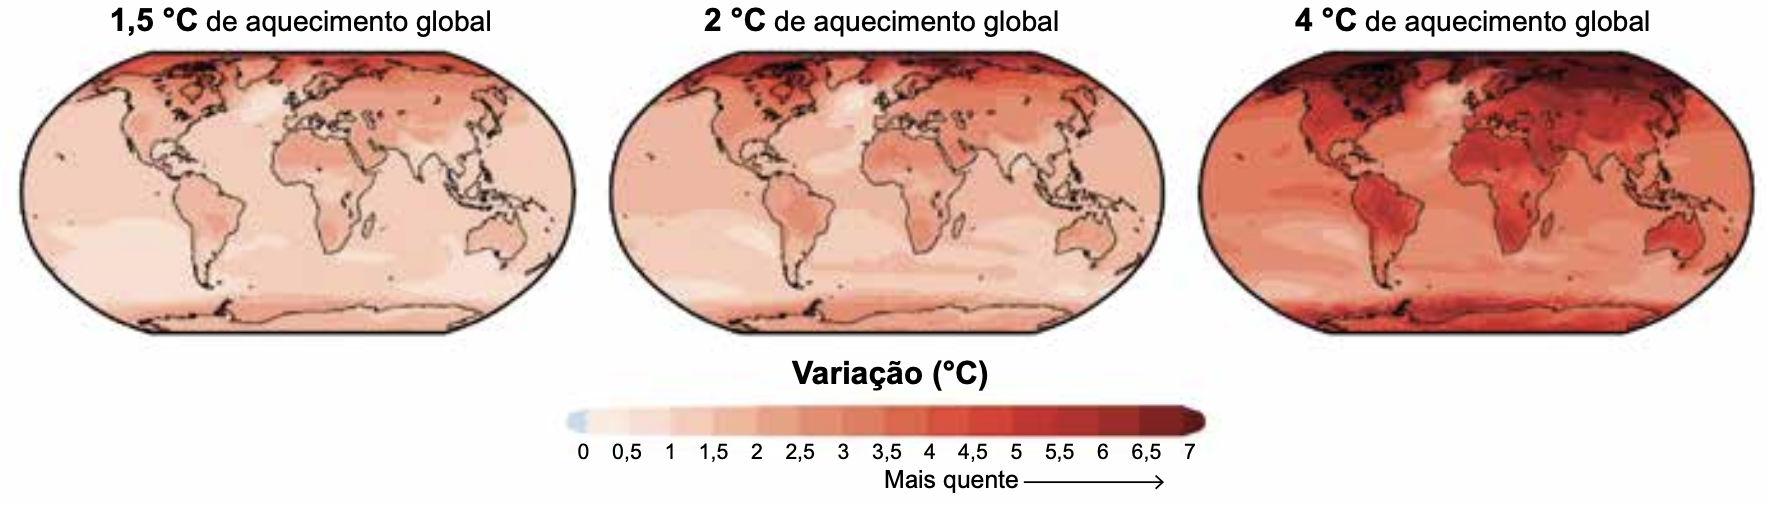 1,5 °C de aquecimento global
2 °C de aquecimento global
4 °C de aquecimento global
Variação (°C)
0 0,5 1 1,5 2 2,5 3 3,5 4 4,5 5 5,5 6 6,5 7
Mais quente